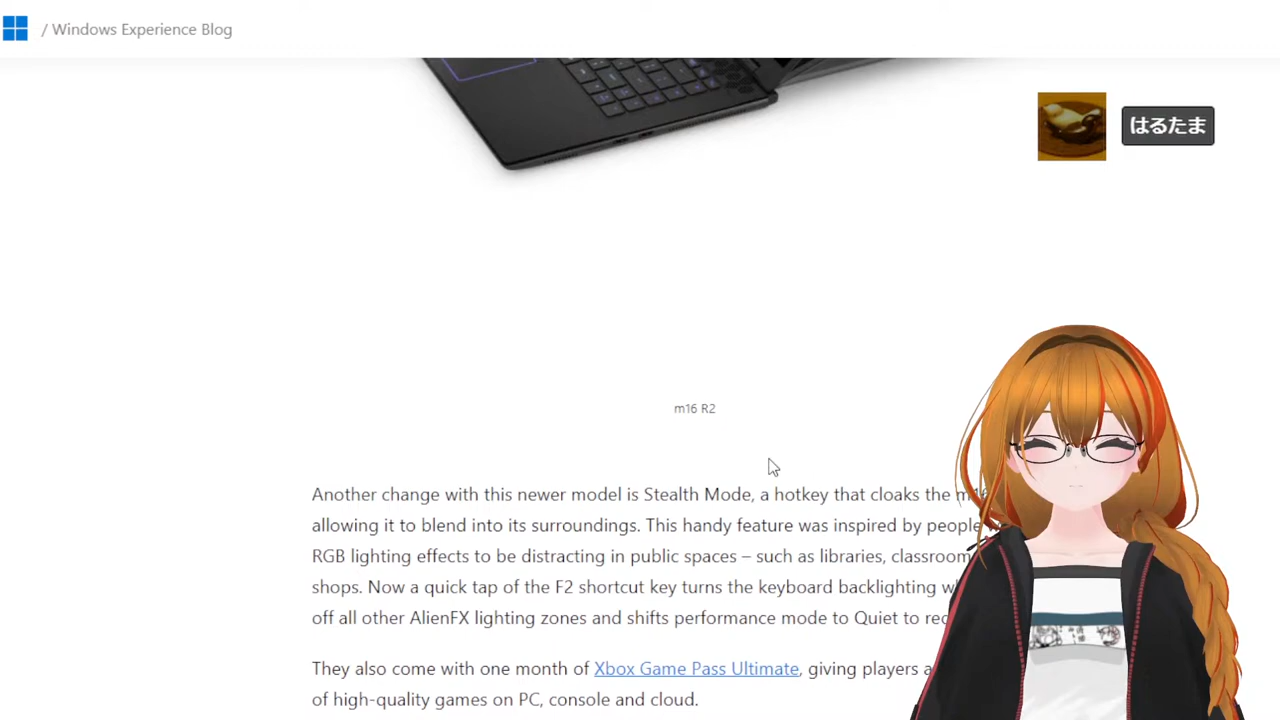 / Windows Experience Blog
はるたま
m16 R2
Another change with this newer model is Stealth Mode, a hotkey that cloaks the
allowing it to blend into its surroundings. This handy feature was inspired by people
RGB lighting effects to be distracting in public spaces – such as libraries, classroom
shops. Now a quick tap of the F2 shortcut key turns the keyboard backlighting
off all other AlienFX lighting zones and shifts performance mode to Quiet to
They also come with one month of Xbox Game Pass Ultimate, giving players
of high-quality games on PC, console and cloud.